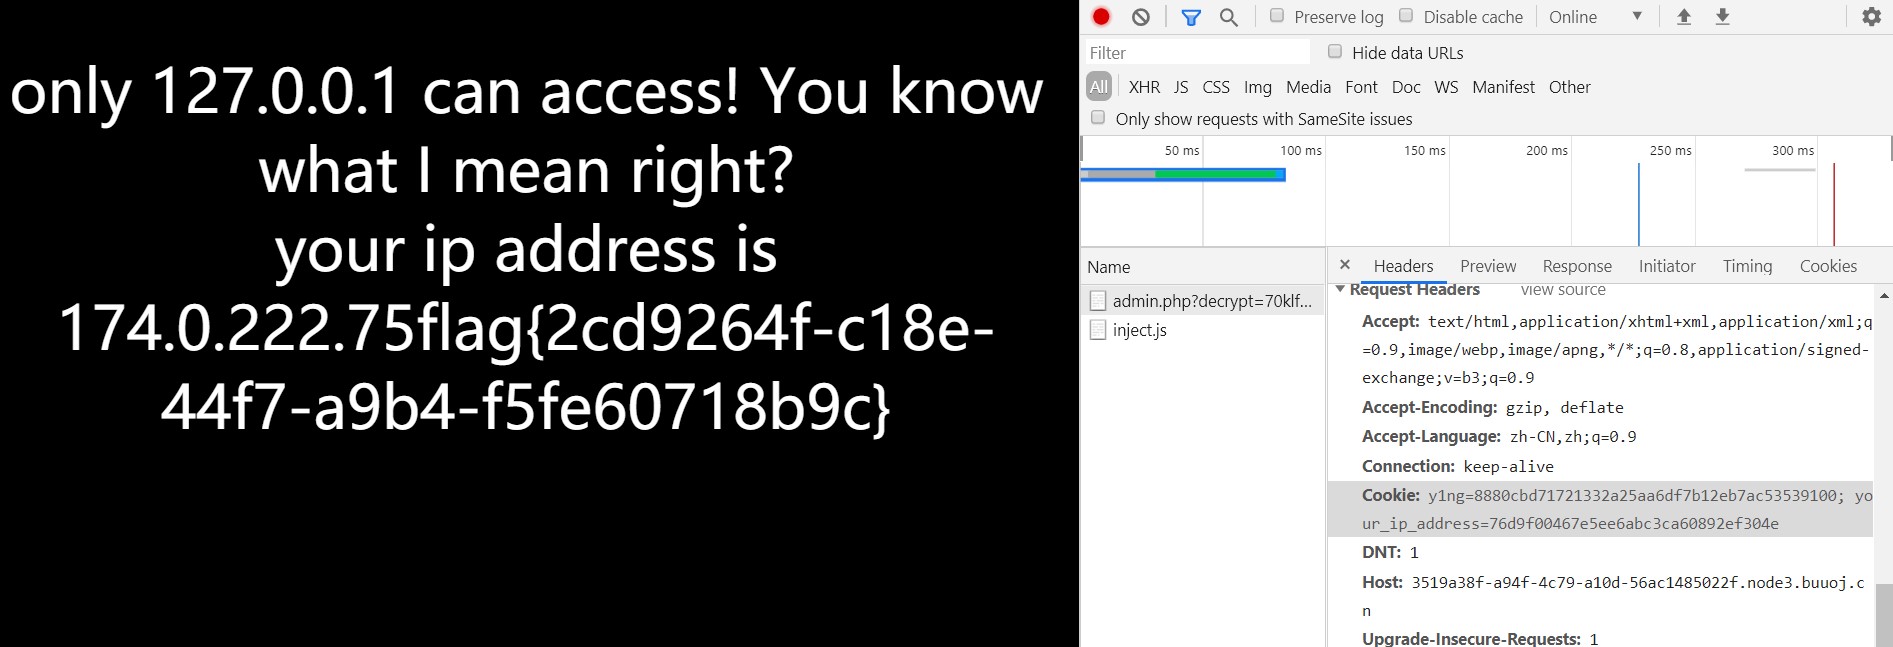 only 127.0.0.1 can access! You know
what I mean right?
your ip address is
174.0.222.75flag{2cd9264f-c18e-
44f7-a9b4-f5fe60718b9c}
Preserve log Disable cache Online
Filter Hide data URLs
All XHR JS CSS Img Media Font Doc WS Manifest Other
Only show requests with SameSite issues
50 ms 100 ms 150 ms 200 ms 250 ms 300 ms
Name
admin.php?decrypt=70klf...
inject.js
× Headers Preview Response Initiator Timing Cookies
Request Headers view source
Accept: text/html,application/xhtml+xml,application/xml;q
=0.9,image/webp,image/apng,*/*;q=0.8,application/signed-
exchange;v=b3;q=0.9
Accept-Encoding: gzip, deflate
Accept-Language: zh-CN,zh;q=0.9
Connection: keep-alive
Cookie: y1ng=8880cbd71721332a25aa6df7b12eb7ac53539100; yo
ur_ip_address=76d9f00467e5ee6abc3ca60892ef304e
DNT: 1
Host: 3519a38f-a94f-4c79-a10d-56ac1485022f.node3.buuoj.c
n
Upgrade-Insecure-Requests: 1